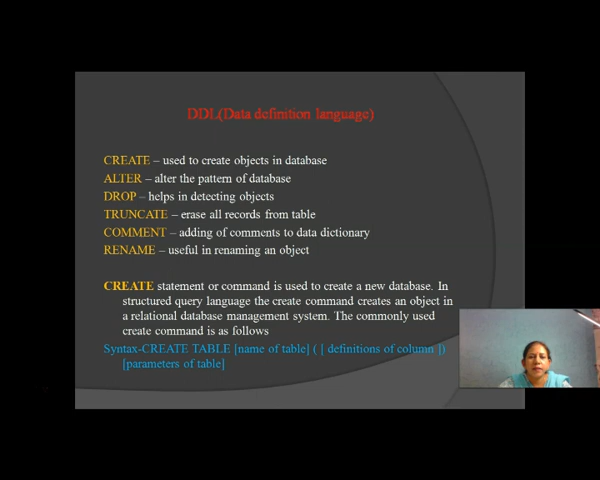 DDL(Data definition language)
CREATE – used to create objects in database
ALTER – alter the pattern of database
DROP – helps in detecting objects
TRUNCATE – erase all records from table
COMMENT – adding of comments to data dictionary
RENAME – useful in renaming an object
CREATE statement or command is used to create a new database. In
structured query language the create command creates an object in
a relational database management system. The commonly used
create command is as follows
Syntax-CREATE TABLE [name of table] ( [ definitions of column ])
[parameters of table]